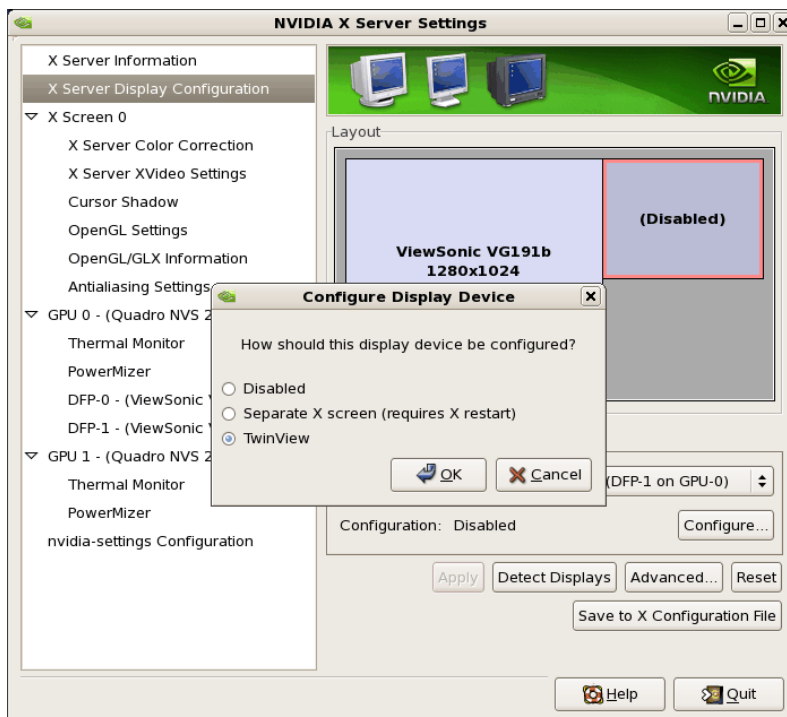 NVIDIA X Server Settings
X Server Information
X Server Display Configuration
X Screen 0
X Server Color Correction
X Server XVideo Settings
Cursor Shadow
OpenGL Settings
OpenGL/GLX Information
Antialiasing Settings
GPU 0 - (Quadro NVS 2
Thermal Monitor
PowerMizer
DFP-0 - (ViewSonic
DFP-1 - (ViewSonic
GPU 1 - (Quadro NVS 2
Thermal Monitor
PowerMizer
nvidia-settings Configuration
NVIDIA.
Layout
ViewSonic VG191b
1280x1024
(Disabled)
Configure Display Device
How should this display device be configured?
Disabled
Separate X screen (requires X restart)
TwinView
OK
Cancel
(DFP-1 on GPU-0)
Configuration: Disabled
Configure...
Apply
Detect Displays
Advanced...
Reset
Save to X Configuration File
Help
Quit